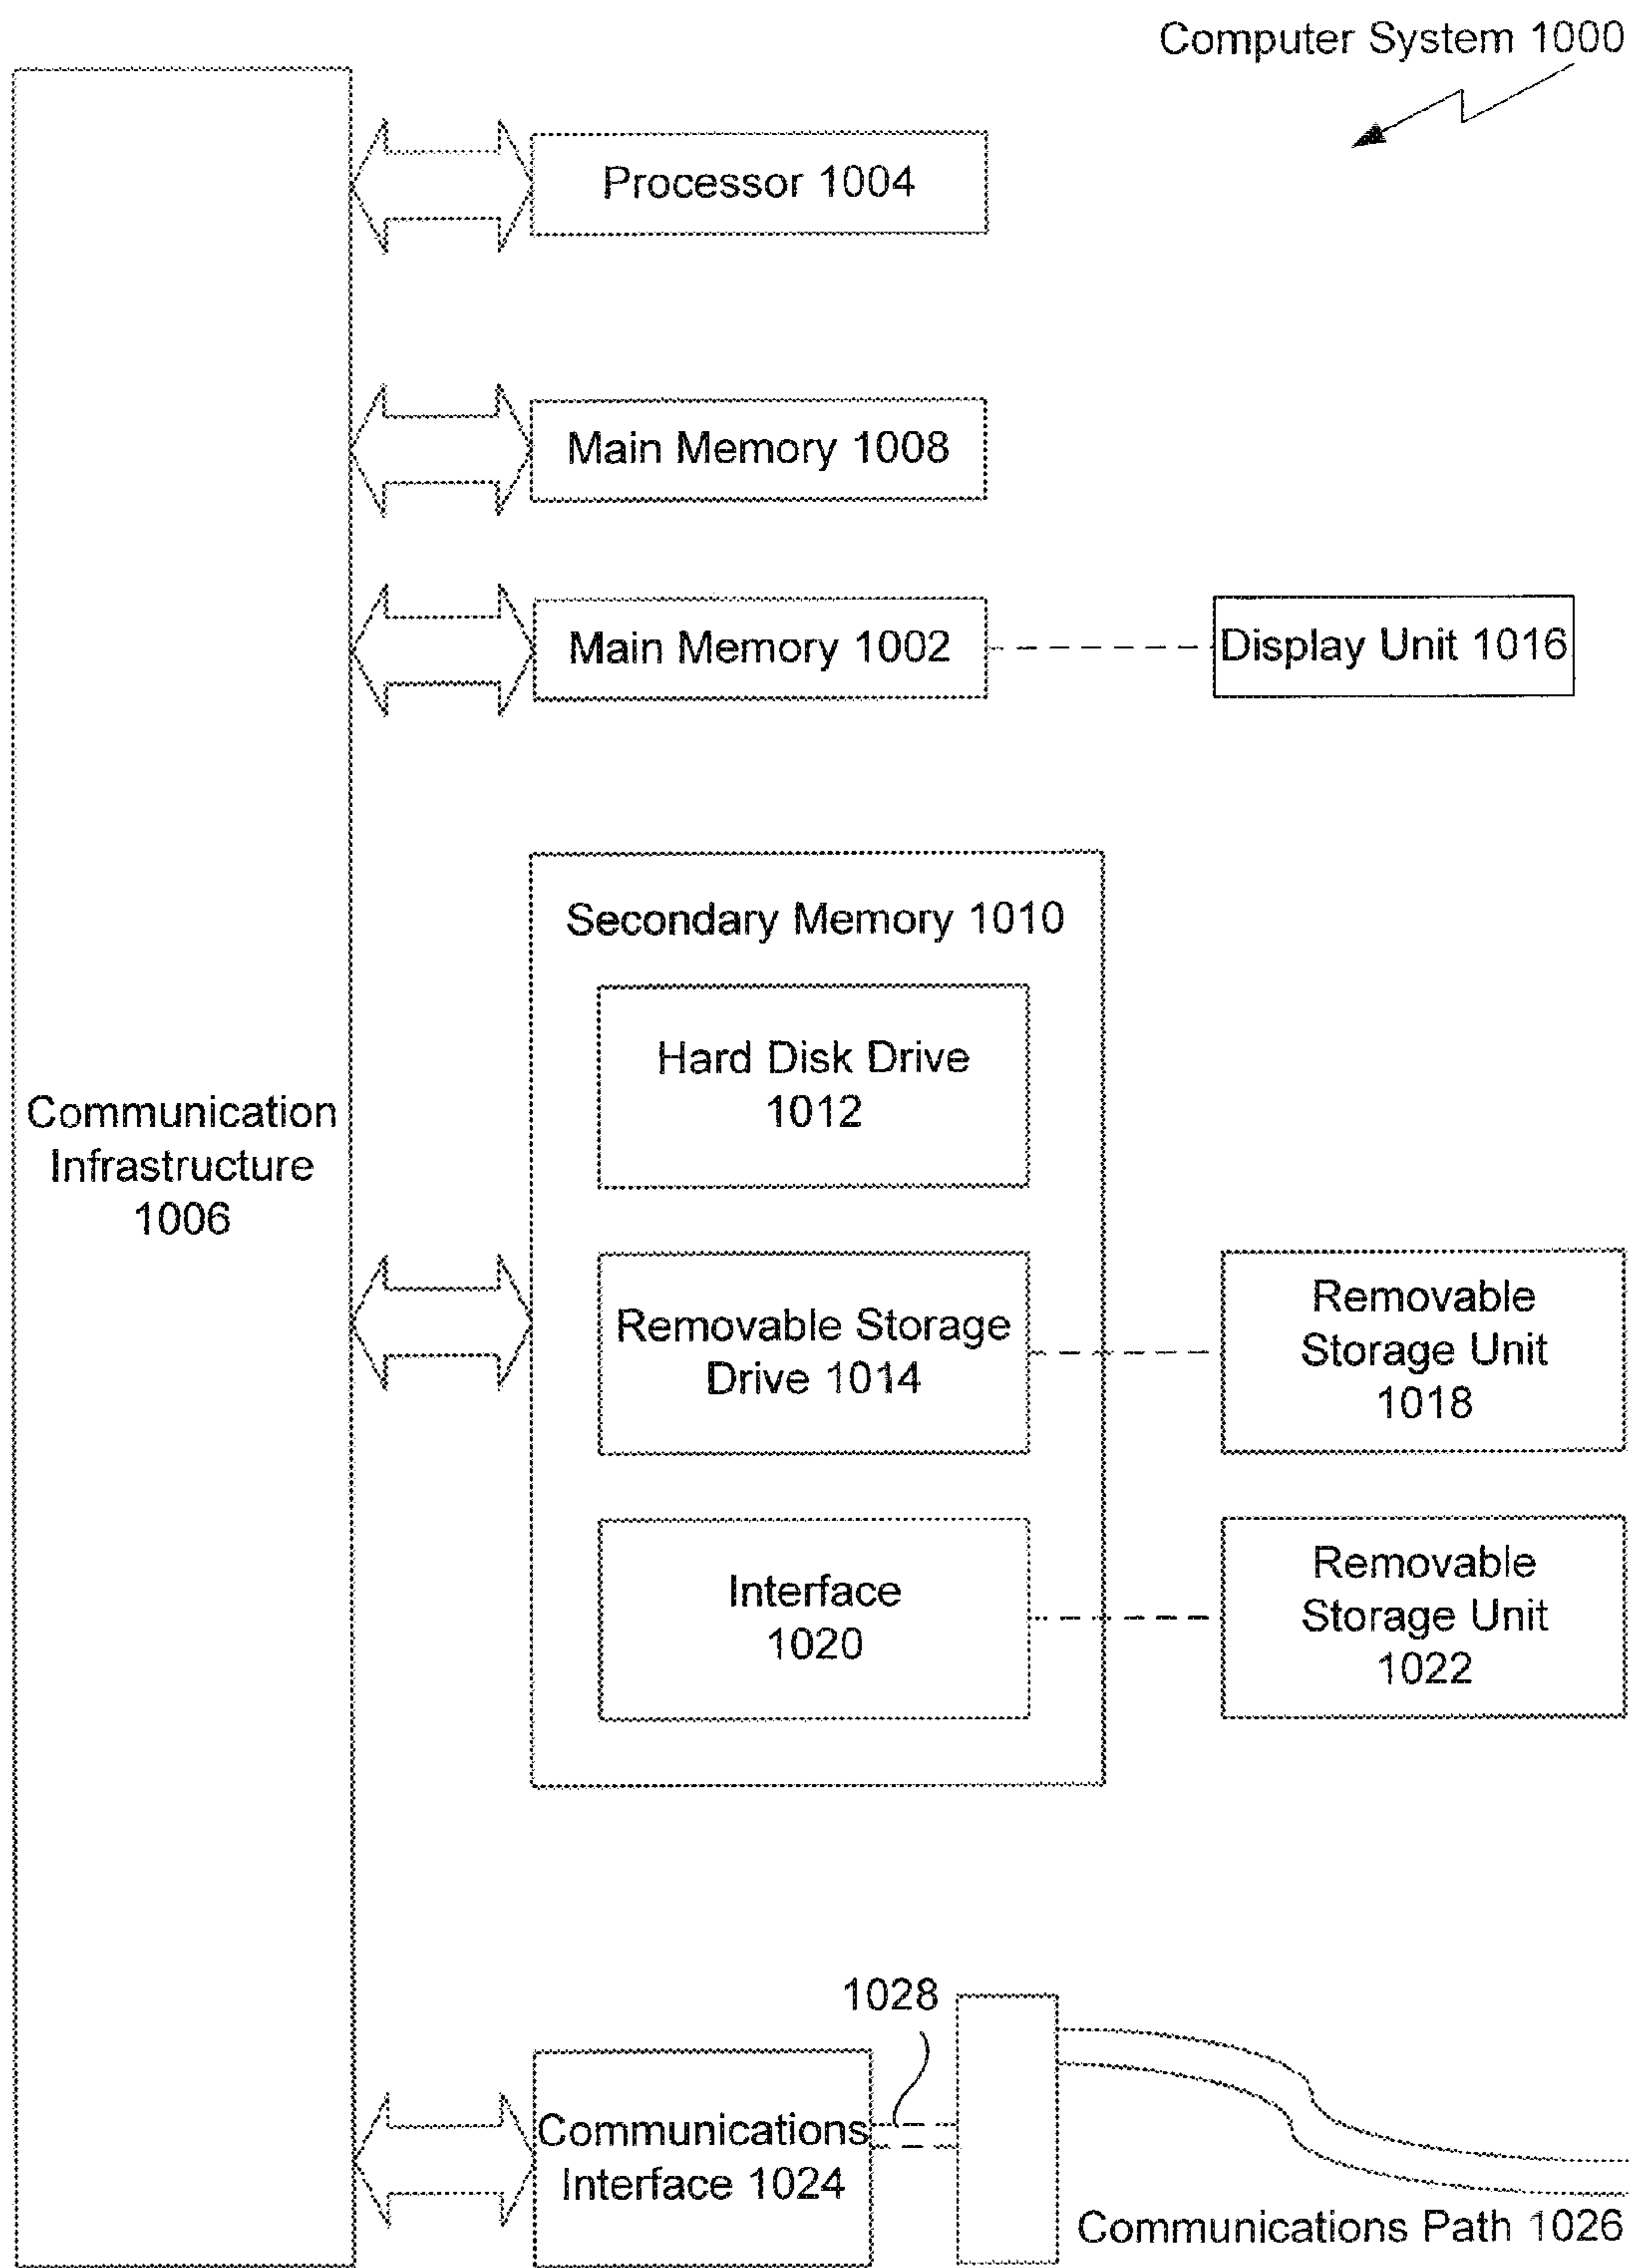 Computer System 1000
Processor 1004
Main Memory 1008
Main Memory 1002
Display Unit 1016
Secondary Memory 1010
Hard Disk Drive
1012
Communication
Infrastructure
1006
Removable Storage
Drive 1014
Removable
Storage Unit
1018
Interface
1020
Removable
Storage Unit
1022
1028
Communications
Interface 1024
Communications Path 1026